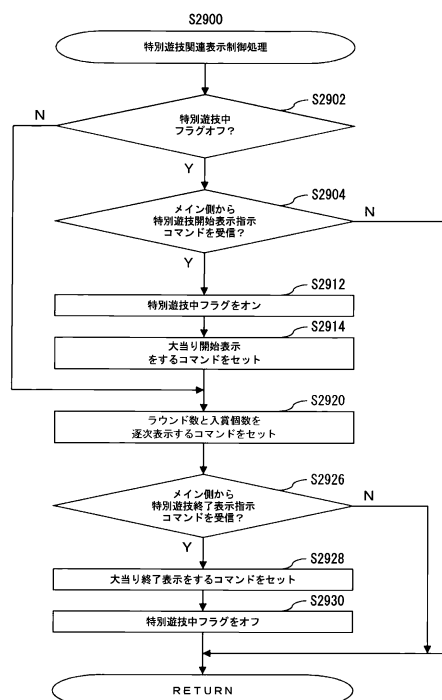 S2900
特別遊技関連表示制御処理
S2902
N
特別遊技中
フラグオフ?
Y
S2904
メイン側から
特別遊技開始表示指示
コマンドを受信?
N
Y
S2912
特別遊技中フラグをオン
S2914
大当り開始表示
をするコマンドをセット
S2920
ラウンド数と入賞個数を
逐次表示するコマンドをセット
S2926
メイン側から
特別遊技終了表示指示
コマンドを受信?
N
Y
S2928
大当り終了表示をするコマンドをセット
S2930
特別遊技中フラグをオフ
RETURN